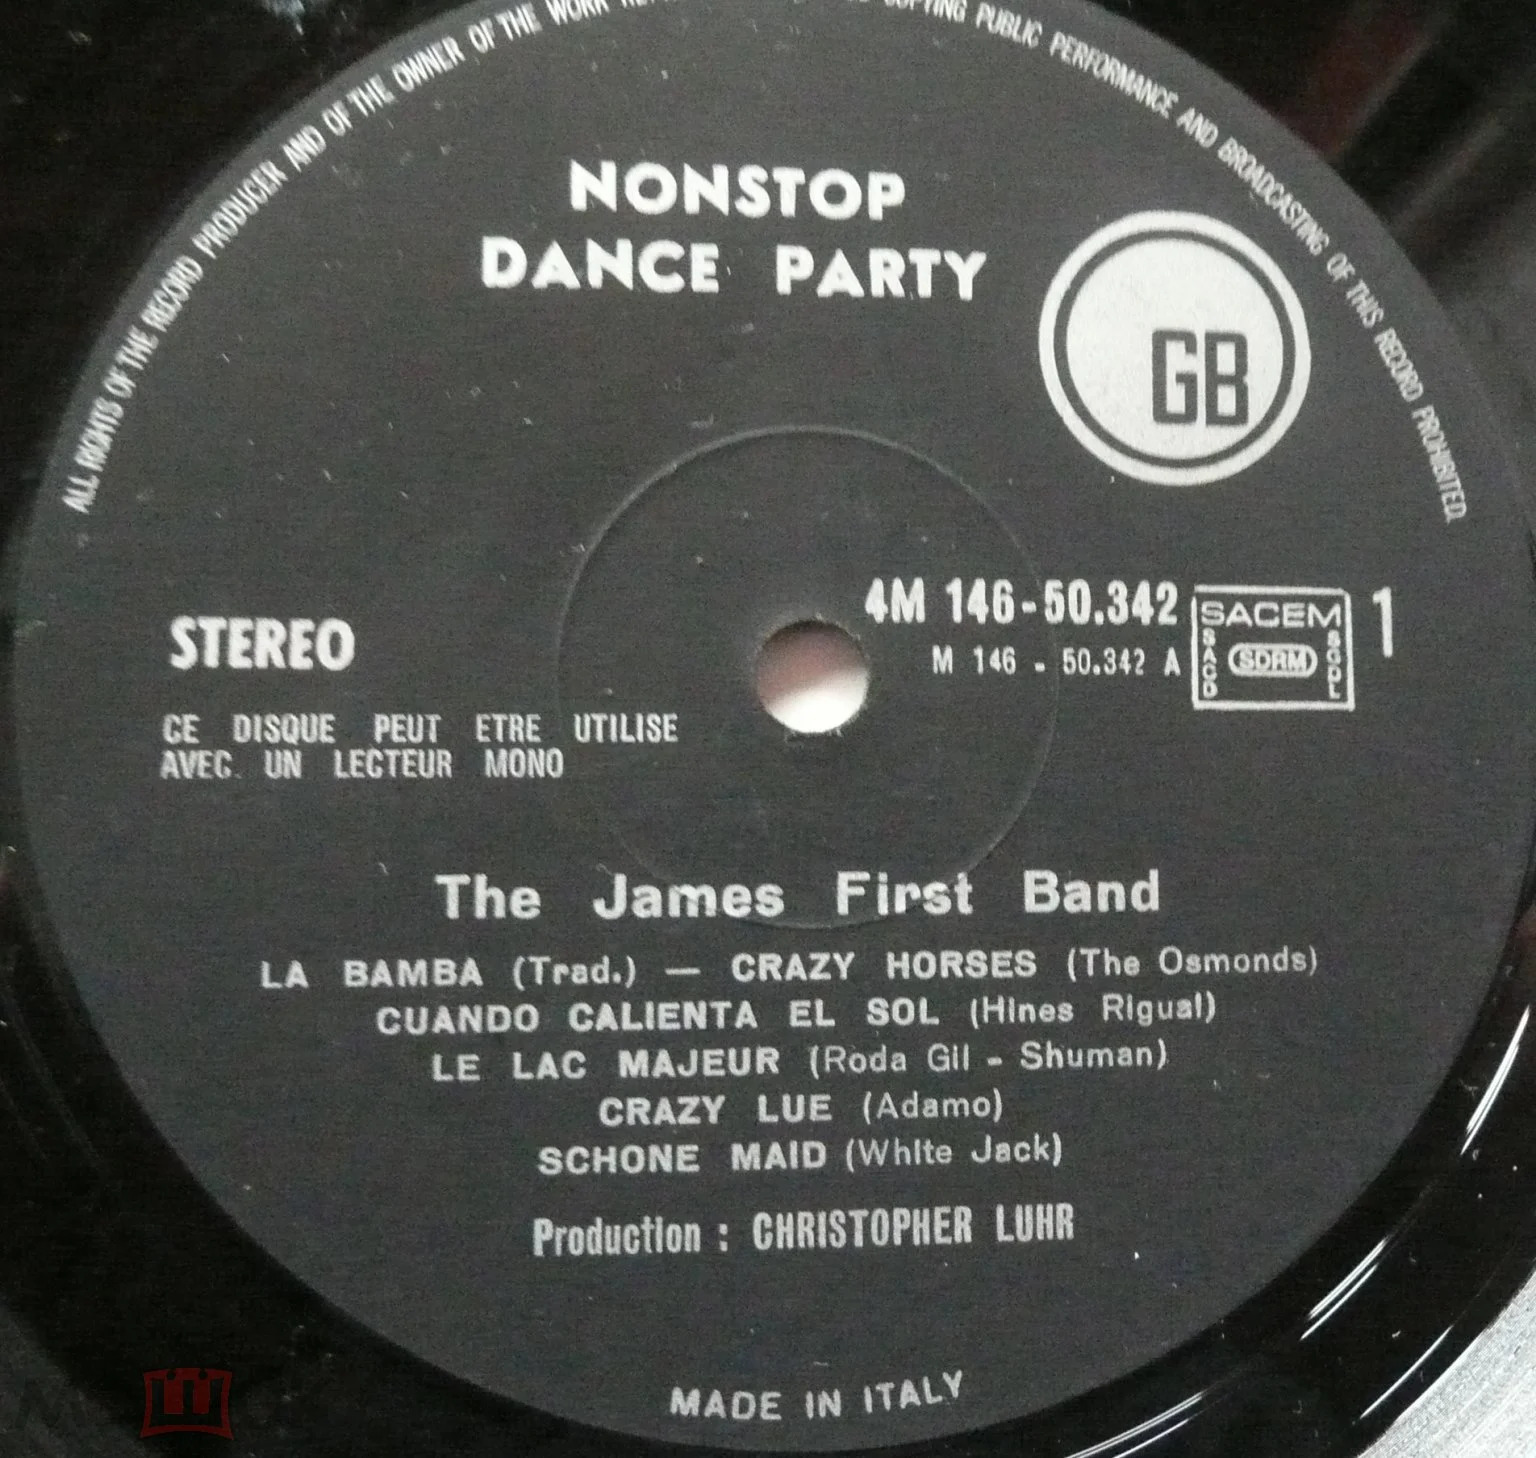 ALL RIGHTS OF THE RECORD PRODUCER AND OF THE OWNER OF THE WORK
COPYING PUBLIC PERFORMANCE AND BROADCASTING OF THIS RECORD PROHIBITED.
NONSTOP
DANCE PARTY
GB
STEREO
4M 146-50.342
M 146 - 50.342 A
SACEM
SACD
SDRM
SGDL
1
CE DISQUE PEUT ETRE UTILISE
AVEC UN LECTEUR MONO
The James First Band
LA BAMBA (Trad.) — CRAZY HORSES (The Osmonds)
CUANDO CALIENTA EL SOL (Hines Rigual)
LE LAC MAJEUR (Roda Gil - Shuman)
CRAZY LUE (Adamo)
SCHONE MAID (White Jack)
Production : CHRISTOPHER LUHR
MADE IN ITALY